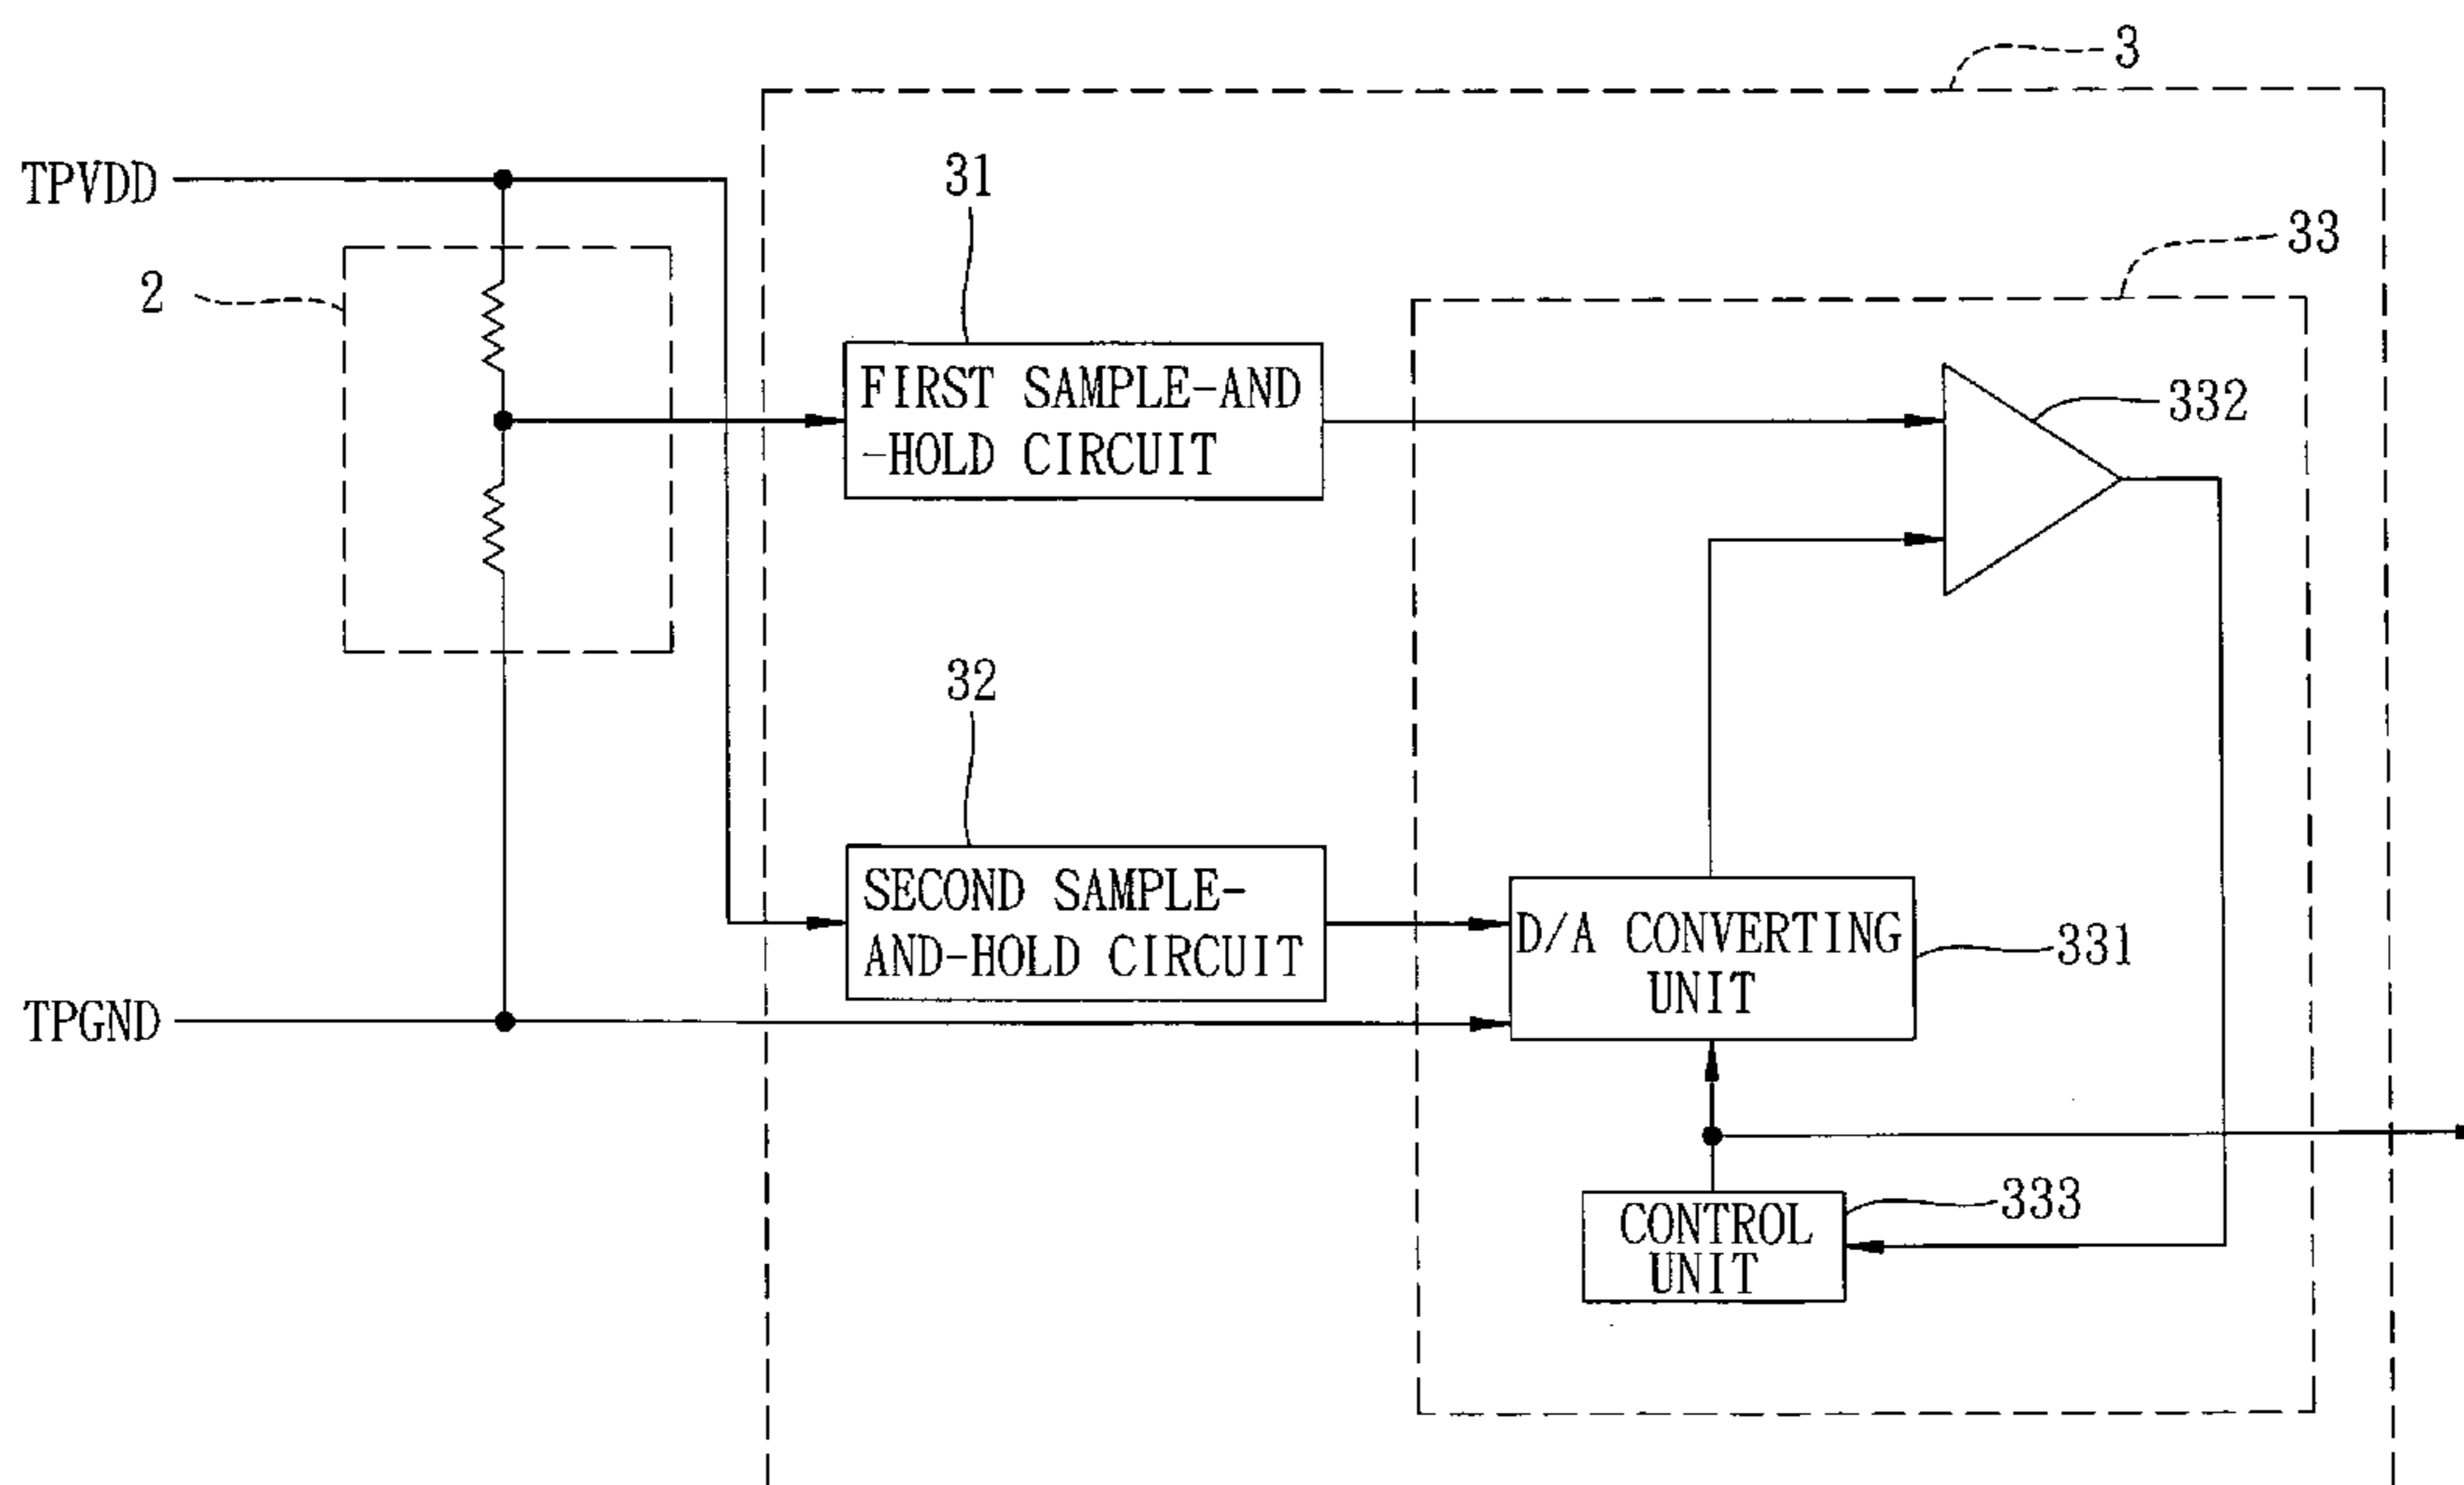 3
TPVDD
31
33
2
FIRST SAMPLE-AND
-HOLD CIRCUIT
332
32
SECOND SAMPLE-
AND-HOLD CIRCUIT
D/A CONVERTING
UNIT
331
TPGND
333
CONTROL
UNIT